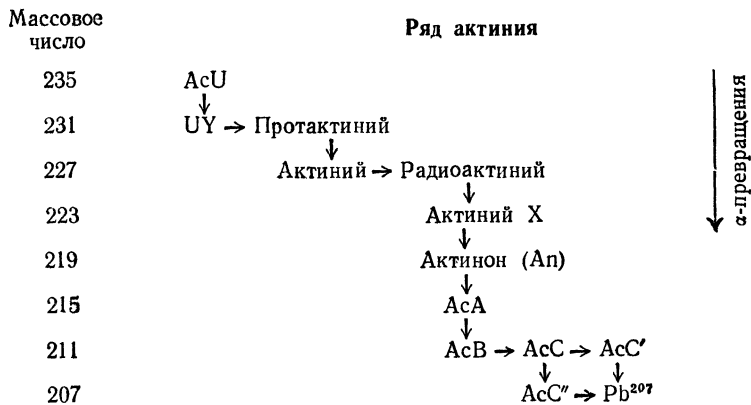 Массовое число
Ряд актиния
235 AcU
↓
231 UY → Протактиний
↓
227 Актиний → Радиоактиний
↓
223 Актиний X
↓
219 Актинон (An)
↓
215 AcA
↓
211 AcB → AcC → AcC′
↓ ↓
207 AcC″ → Pb²⁰⁷
α-превращения